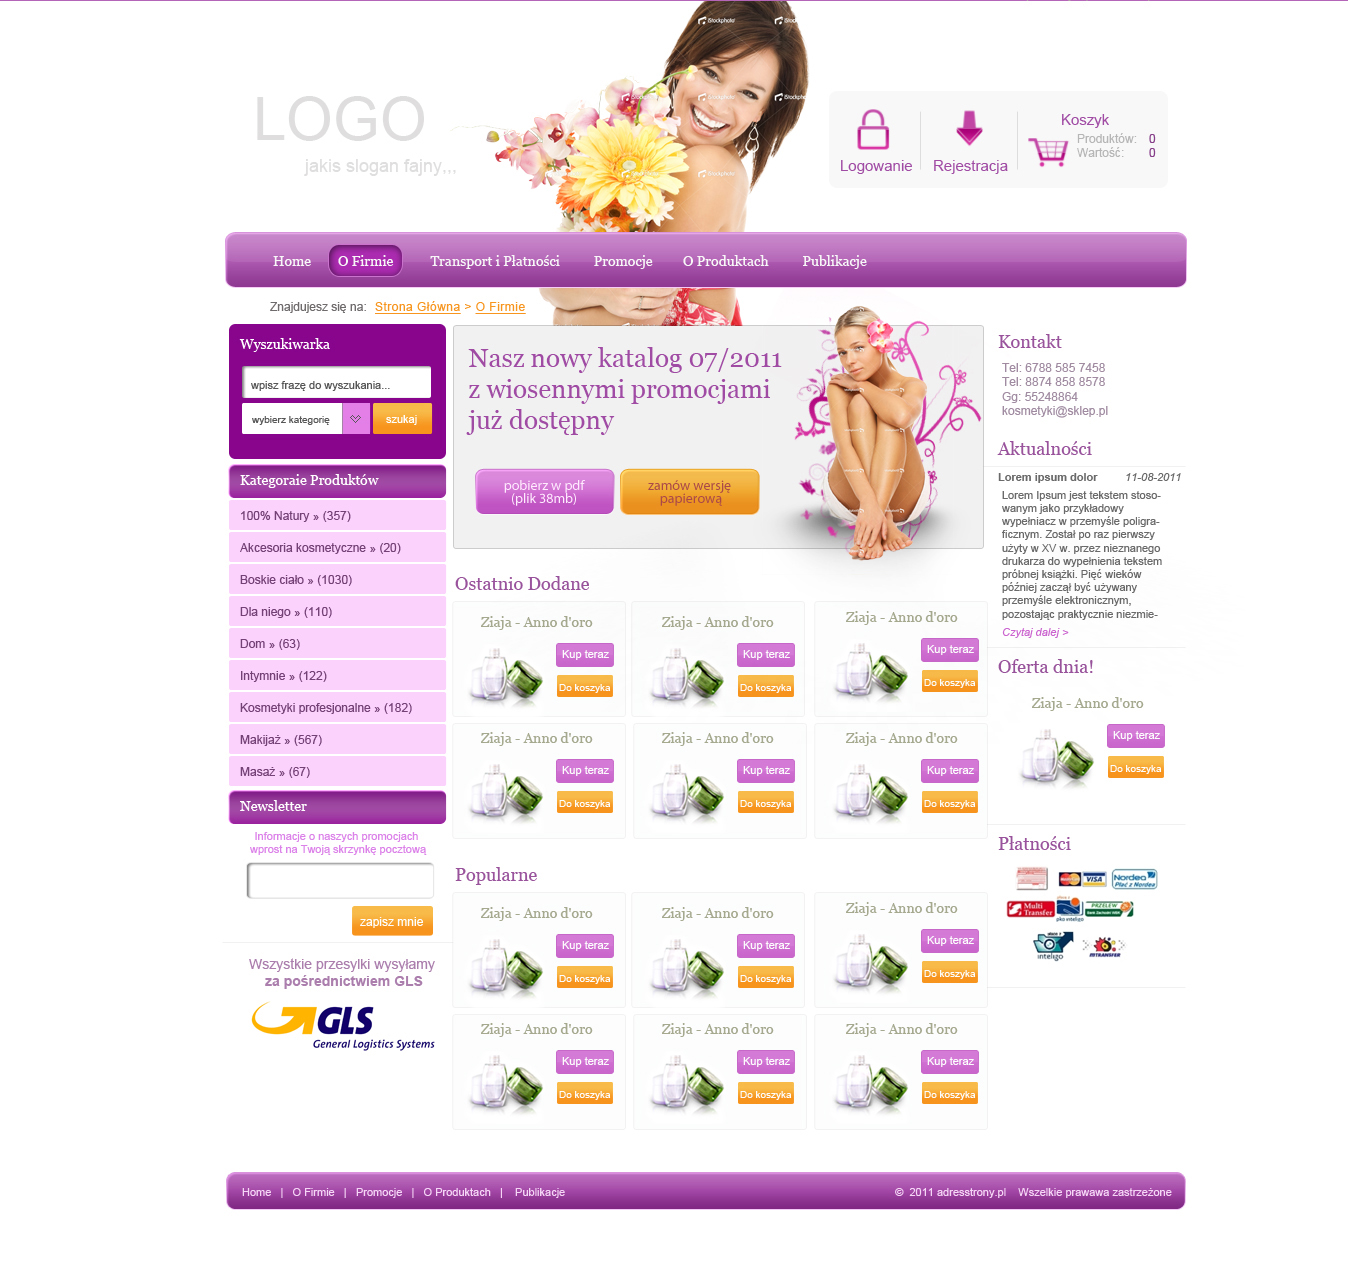 iStockphoto
LOGO
jakis slogan fajny,,,
Logowanie
Rejestracja
Koszyk
Produktów: 0
Wartość: 0
Home
O Firmie
Transport i Płatności
Promocje
O Produktach
Publikacje
Znajdujesz się na: Strona Główna > O Firmie
Wyszukiwarka
wpisz frazę do wyszukania...
wybierz kategorię
szukaj
Kategoraie Produktów
100% Natury » (357)
Akcesoria kosmetyczne » (20)
Boskie ciało » (1030)
Dla niego » (110)
Dom » (63)
Intymnie » (122)
Kosmetyki profesjonalne » (182)
Makijaż » (567)
Masaż » (67)
Newsletter
Informacje o naszych promocjach
wprost na Twoją skrzynkę pocztową
zapisz mnie
Wszystkie przesylki wysyłamy
za pośrednictwiem GLS
GLS
General Logistics Systems
Nasz nowy katalog 07/2011
z wiosennymi promocjami
już dostępny
pobierz w pdf
(plik 38mb)
zamów wersję
papierową
Ostatnio Dodane
Ziaja - Anno d'oro
Kup teraz
Do koszyka
Ziaja - Anno d'oro
Kup teraz
Do koszyka
Ziaja - Anno d'oro
Kup teraz
Do koszyka
Ziaja - Anno d'oro
Kup teraz
Do koszyka
Ziaja - Anno d'oro
Kup teraz
Do koszyka
Ziaja - Anno d'oro
Kup teraz
Do koszyka
Popularne
Ziaja - Anno d'oro
Kup teraz
Do koszyka
Ziaja - Anno d'oro
Kup teraz
Do koszyka
Ziaja - Anno d'oro
Kup teraz
Do koszyka
Ziaja - Anno d'oro
Kup teraz
Do koszyka
Ziaja - Anno d'oro
Kup teraz
Do koszyka
Ziaja - Anno d'oro
Kup teraz
Do koszyka
Kontakt
Tel: 6788 585 7458
Tel: 8874 858 8578
Gg: 55248864
kosmetyki@sklep.pl
Aktualności
Lorem ipsum dolor 11-08-2011
Lorem Ipsum jest tekstem stoso-
wanym jako przykładowy
wypełniacz w przemyśle poligra-
ficznym. Został po raz pierwszy
użyty w XV w. przez nieznanego
drukarza do wypełnienia tekstem
próbnej książki. Pięć wieków
później zaczął być używany
przemyśle elektronicznym,
pozostając praktycznie niezmie-
Czytaj dalej >
Oferta dnia!
Ziaja - Anno d'oro
Kup teraz
Do koszyka
Płatności
MasterCard VISA Nordea
Płać z Nordea
Multi
Transfer
pko inteligo
PRZELEW
inteligo
MTRANSFER
Home | O Firmie | Promocje | O Produktach | Publikacje
© 2011 adresstrony.pl Wszelkie prawawa zastrzeżone